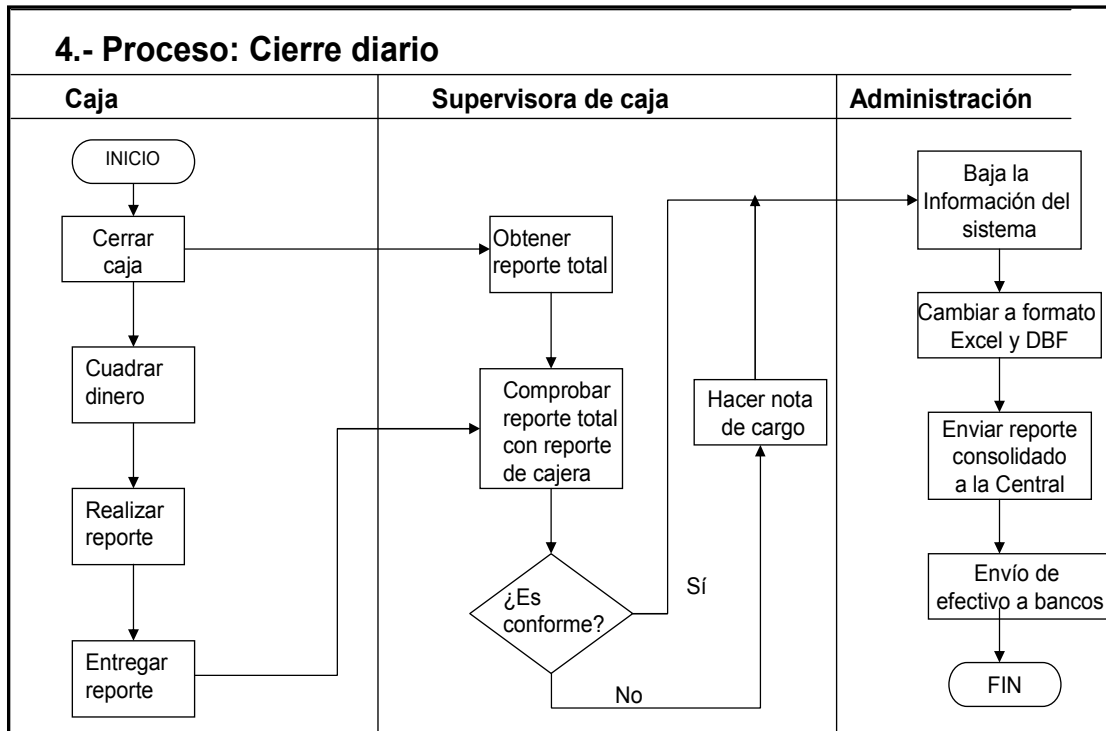 4.- Proceso: Cierre diario
Caja
Supervisora de caja
Administración
INICIO
Cerrar
caja
Cuadrar
dinero
Realizar
reporte
Entregar
reporte
Obtener
reporte total
Comprobar
reporte total
con reporte
de cajera
¿Es
conforme?
Sí
No
Hacer nota
de cargo
Baja la
Información del
sistema
Cambiar a formato
Excel y DBF
Enviar reporte
consolidado
a la Central
Envío de
efectivo a bancos
FIN